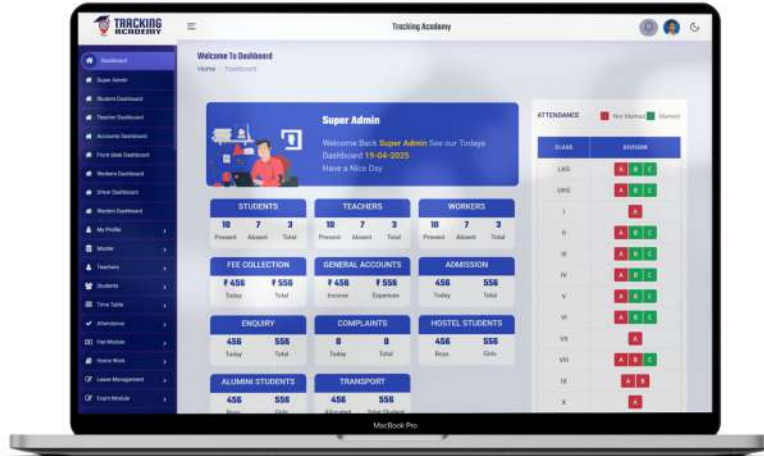 TRACKING
ACADEMY
Tracking Academy
Dashboard
Super Admin
Student Dashboard
Teacher Dashboard
Accounts Dashboard
Front desk Dashboard
Workers Dashboard
Driver Dashboard
Warden Dashboard
My Profile
Master
Teachers
Students
Time Table
Attendance
Fee Module
Home Work
Leave Management
Exam Module
Welcome To Dashboard
Home / Dashboard
Super Admin
Welcome Back Super Admin See our Todays
Dashboard 19-04-2025
Have a Nice Day
STUDENTS
10 7 3
Present Absent Total
TEACHERS
10 7 3
Present Absent Total
WORKERS
10 7 3
Present Absent Total
FEE COLLECTION
₹ 456 ₹ 556
Today Total
GENERAL ACCOUNTS
₹ 456 ₹ 556
Income Expenses
ADMISSION
456 556
Today Total
ENQUIRY
456 556
Today Total
COMPLAINTS
0 0
Today Total
HOSTEL STUDENTS
456 556
Boys Girls
ALUMINI STUDENTS
456 556
Boys Girls
TRANSPORT
456 556
Allocated Total Student
ATTENDANCE Not Marked Marked
CLASS DIVISION
LKG A B C
UKG A B C
I A
II A B C
III A B C
IV A B C
V A B C
VI A B C
VII A
VIII A B C
IX A B
X A
MacBook Pro